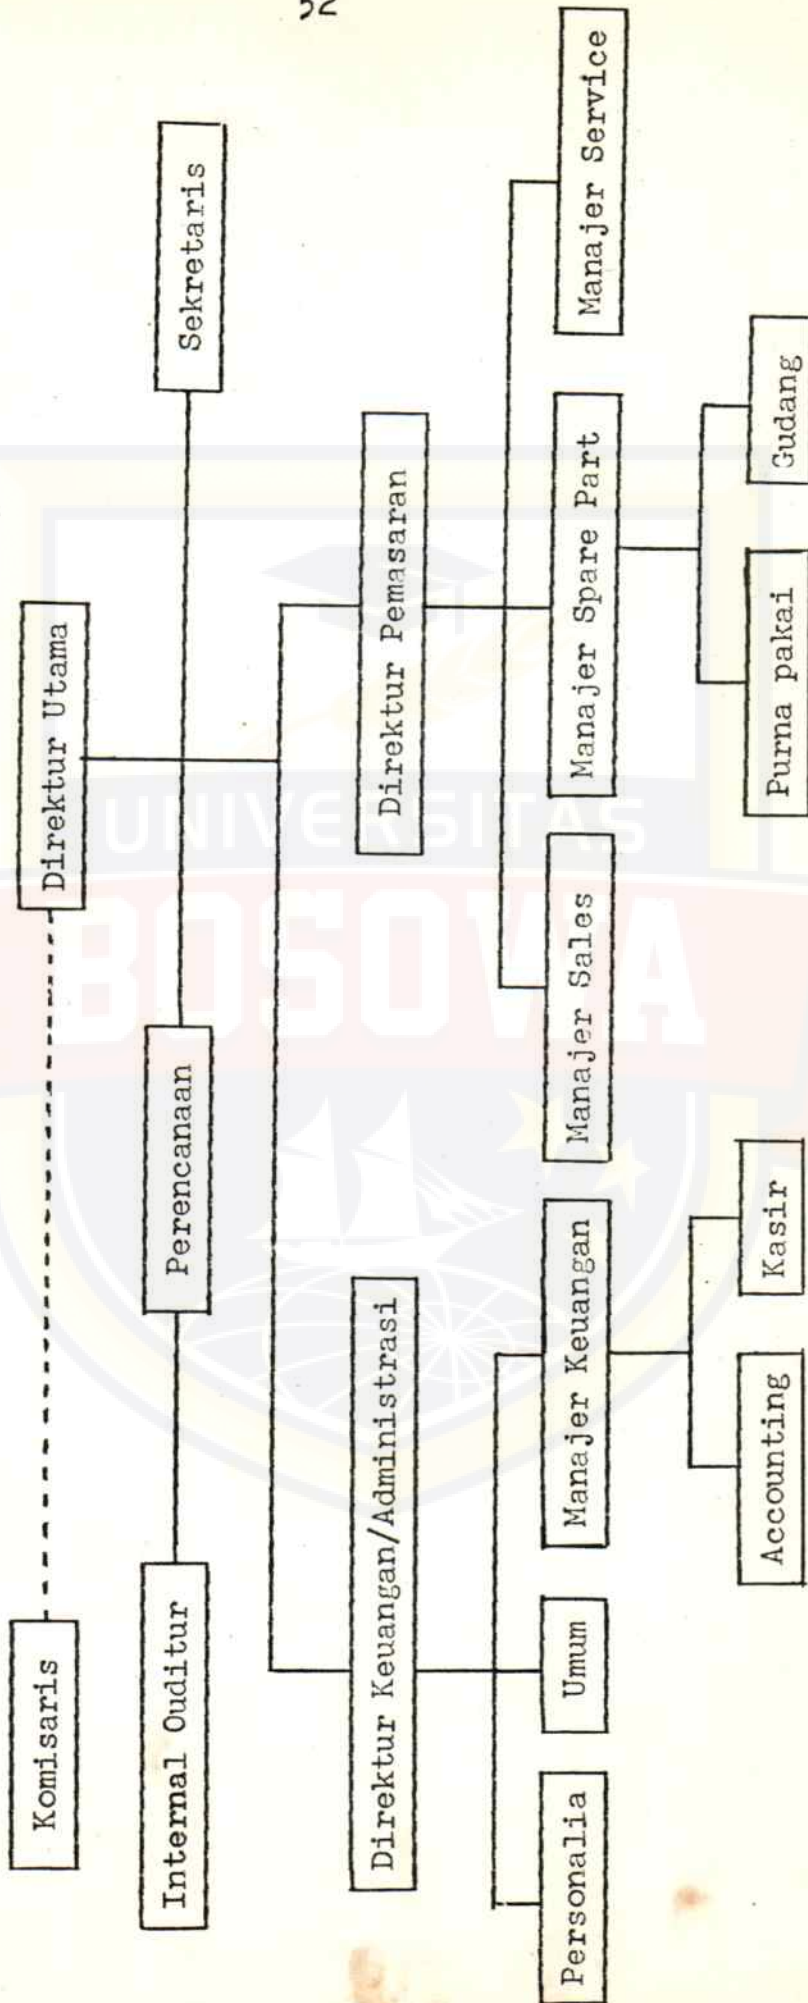 52
Komisaris
Direktur Utama
Internal Ouditur
Perencanaan
Sekretaris
Direktur Keuangan/Administrasi
Direktur Pemasaran
Personalia
Umum
Manajer Keuangan
Manajer Sales
Manajer Spare Part
Manajer Service
Accounting
Kasir
Purna pakai
Gudang
UNIVERSITAS
BOSOWA